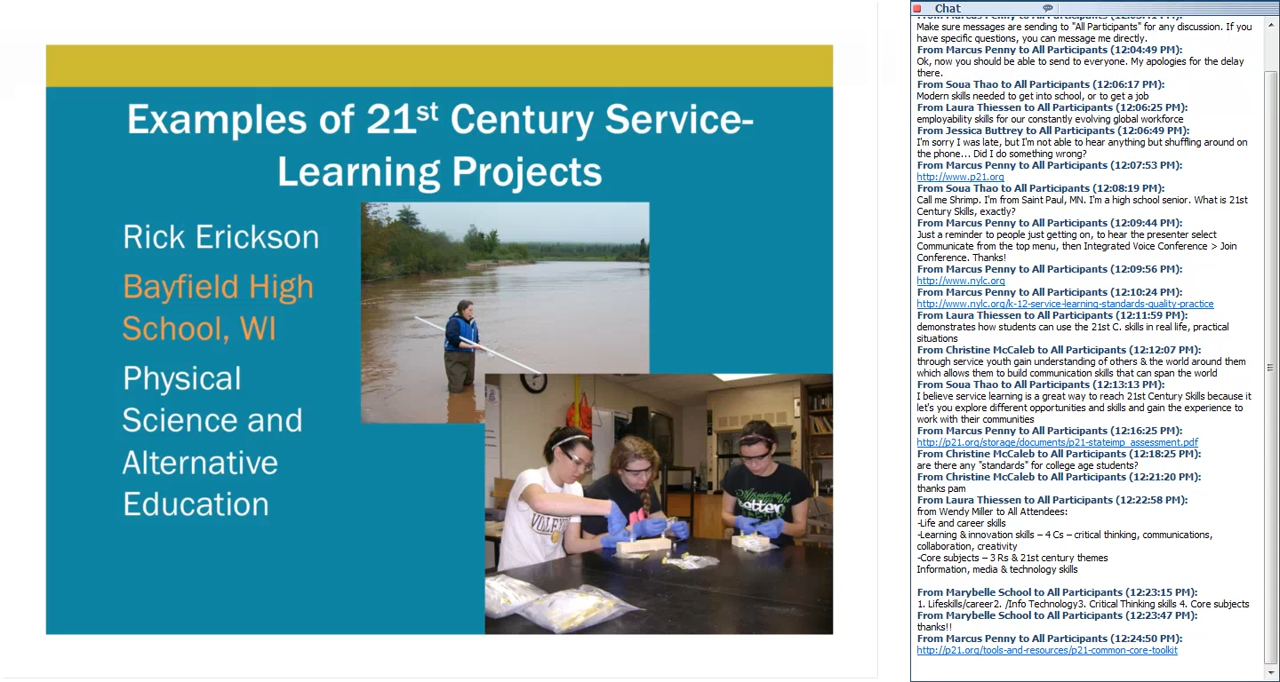 Examples of 21st Century Service-
Learning Projects
Rick Erickson
Bayfield High
School, WI
Physical
Science and
Alternative
Education
Chat
From Marcus Penny to All Participants
Make sure messages are sending to "All Participants" for any discussion. If you
have specific questions, you can message me directly.
From Marcus Penny to All Participants (12:04:49 PM):
Ok, now you should be able to send to everyone. My apologies for the delay
there.
From Soua Thao to All Participants (12:06:17 PM):
Modern skills needed to get into school, or to get a job
From Laura Thiessen to All Participants (12:06:25 PM):
employability skills for our constantly evolving global workforce
From Jessica Buttrey to All Participants (12:06:49 PM):
I'm sorry I was late, but I'm not able to hear anything but shuffling around on
the phone... Did I do something wrong?
From Marcus Penny to All Participants (12:07:53 PM):
http://www.p21.org
From Soua Thao to All Participants (12:08:19 PM):
Call me Shrimp. I'm from Saint Paul, MN. I'm a high school senior. What is 21st
Century Skills, exactly?
From Marcus Penny to All Participants (12:09:44 PM):
Just a reminder to people just getting on, to hear the presenter select
Communicate from the top menu, then Integrated Voice Conference > Join
Conference. Thanks!
From Marcus Penny to All Participants (12:09:56 PM):
http://www.nylc.org
From Marcus Penny to All Participants (12:10:24 PM):
http://www.nylc.org/k-12-service-learning-standards-quality-practice
From Laura Thiessen to All Participants (12:11:59 PM):
demonstrates how students can use the 21st C. skills in real life, practical
situations
From Christine McCaleb to All Participants (12:12:07 PM):
through service youth gain understanding of others & the world around them
which allows them to build communication skills that can span the world
From Soua Thao to All Participants (12:13:13 PM):
I believe service learning is a great way to reach 21st Century Skills because it
let's you explore different opportunities and skills and gain the experience to
work with their communities
From Marcus Penny to All Participants (12:16:25 PM):
http://p21.org/storage/documents/p21-stateimp_assessment.pdf
From Christine McCaleb to All Participants (12:18:25 PM):
are there any "standards" for college age students?
From Christine McCaleb to All Participants (12:21:20 PM):
thanks pam
From Laura Thiessen to All Participants (12:22:58 PM):
from Wendy Miller to All Attendees:
-Life and career skills
-Learning & innovation skills – 4 Cs – critical thinking, communications,
collaboration, creativity
-Core subjects – 3 Rs & 21st century themes
Information, media & technology skills
From Marybelle School to All Participants (12:23:15 PM):
1. Lifeskills/career2. /Info Technology3. Critical Thinking skills 4. Core subjects
From Marybelle School to All Participants (12:23:47 PM):
thanks!!
From Marcus Penny to All Participants (12:24:50 PM):
http://p21.org/tools-and-resources/p21-common-core-toolkit